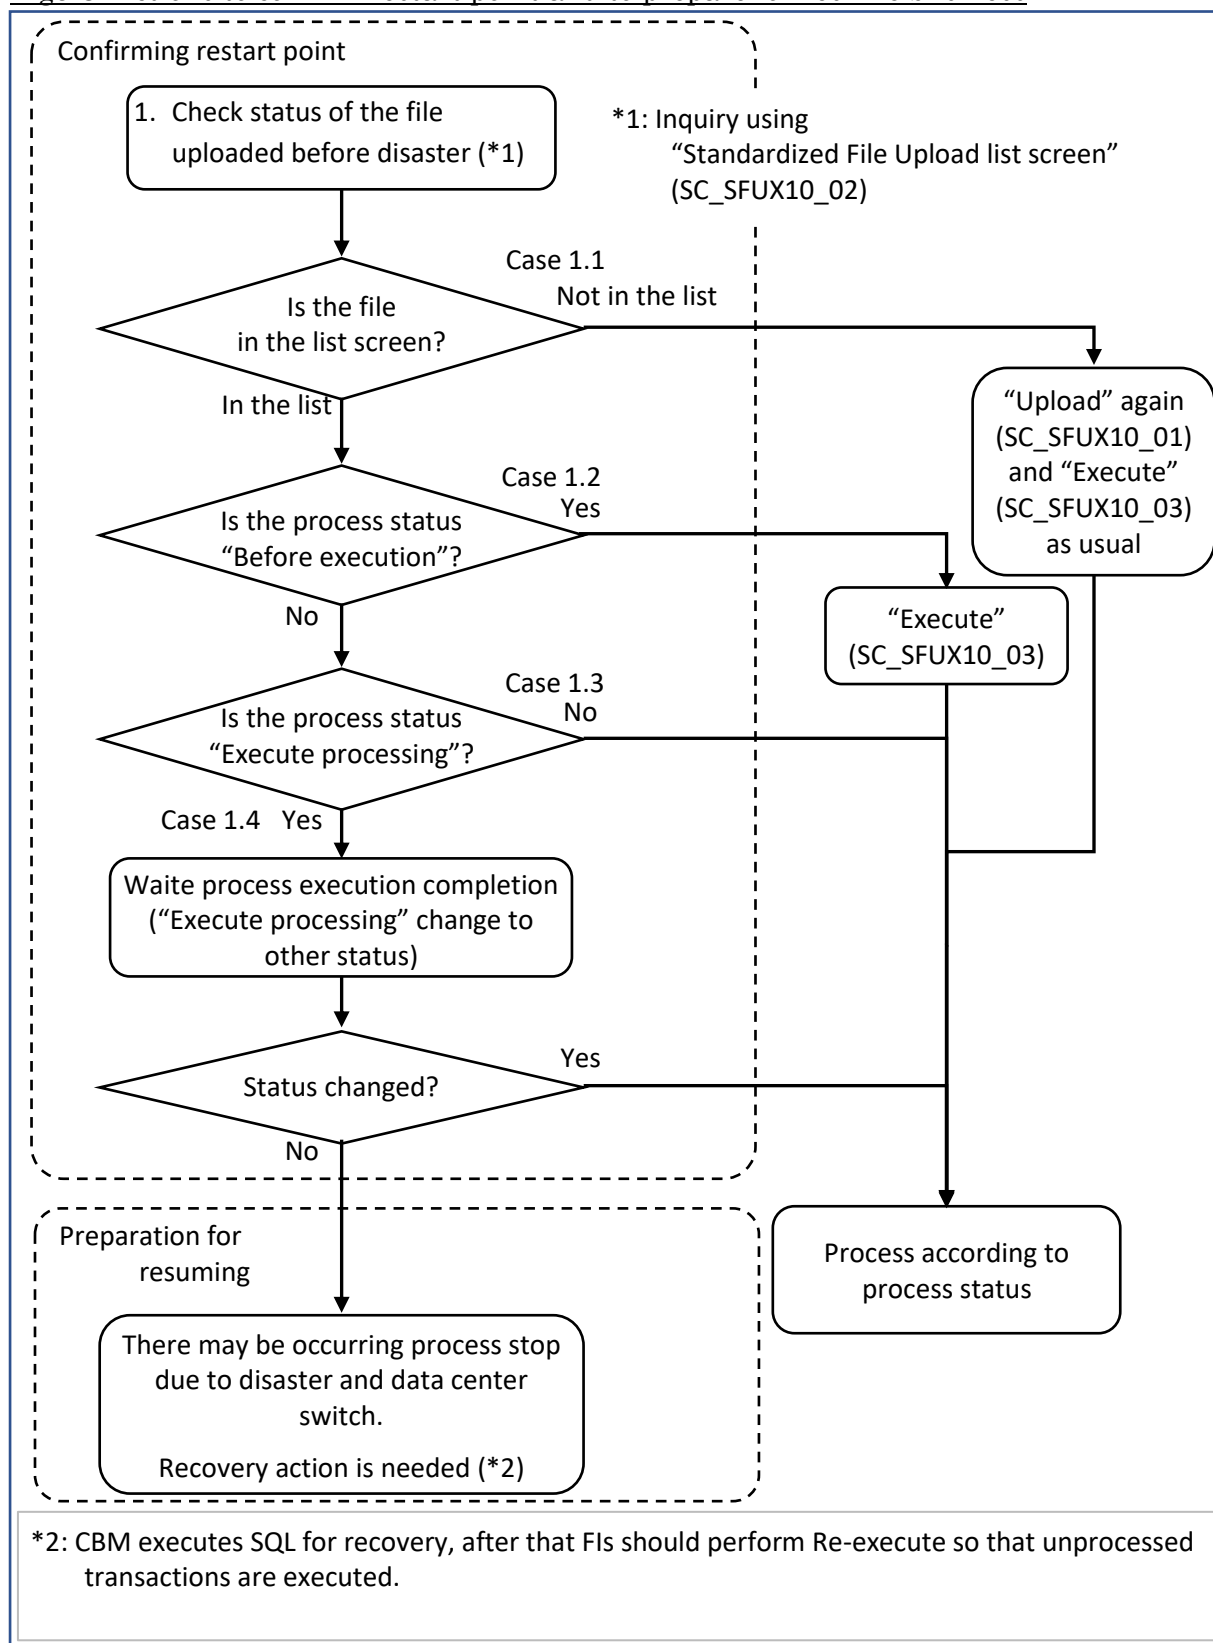 Confirming restart point
1. Check status of the file
uploaded before disaster (*1)
*1: Inquiry using
“Standardized File Upload list screen”
(SC_SFUX10_02)
Case 1.1
Not in the list
Is the file
in the list screen?
In the list
“Upload” again
(SC_SFUX10_01)
and “Execute”
(SC_SFUX10_03)
as usual
Case 1.2
Yes
Is the process status
“Before execution”?
No
“Execute”
(SC_SFUX10_03)
Case 1.3
No
Is the process status
“Execute processing”?
Case 1.4 Yes
Waite process execution completion
(“Execute processing” change to
other status)
Yes
Status changed?
No
Preparation for
resuming
Process according to
process status
There may be occurring process stop
due to disaster and data center
switch.
Recovery action is needed (*2)
*2: CBM executes SQL for recovery, after that FIs should perform Re-execute so that unprocessed
transactions are executed.